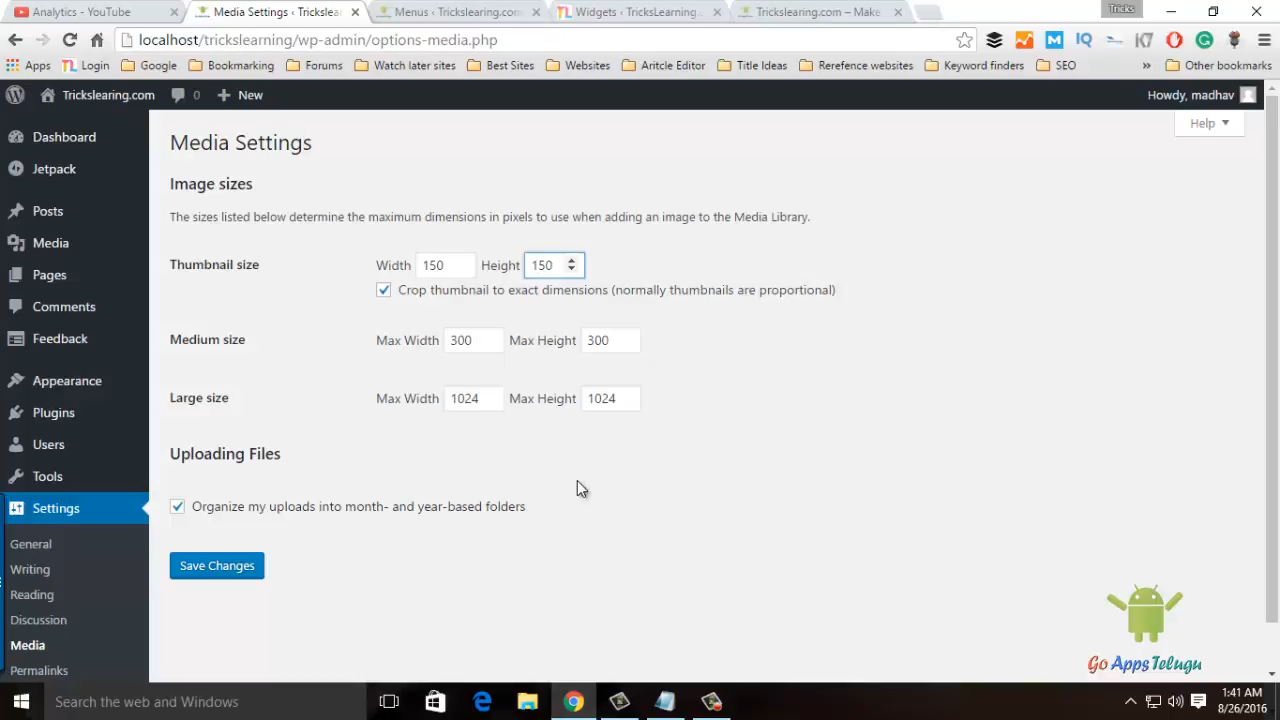 Analytics - YouTube
Media Settings ‹ Trickslea
Menus ‹ Trickslearing.com
Widgets ‹ TricksLearning.
Trickslearing.com – Make
Tricks
localhost/trickslearning/wp-admin/options-media.php
Apps
Login
Google
Bookmarking
Forums
Watch later sites
Best Sites
Websites
Aritcle Editor
Title Ideas
Rerefence websites
Keyword finders
SEO
»
Other bookmarks
Trickslearing.com
0
New
Howdy, madhav
Help
Dashboard
Jetpack
Posts
Media
Pages
Comments
Feedback
Appearance
Plugins
Users
Tools
Settings
General
Writing
Reading
Discussion
Media
Permalinks
Media Settings
Image sizes
The sizes listed below determine the maximum dimensions in pixels to use when adding an image to the Media Library.
Thumbnail size Width 150 Height 150
Crop thumbnail to exact dimensions (normally thumbnails are proportional)
Medium size Max Width 300 Max Height 300
Large size Max Width 1024 Max Height 1024
Uploading Files
Organize my uploads into month- and year-based folders
Save Changes
Go Apps Telugu
Search the web and Windows
1:41 AM
8/26/2016